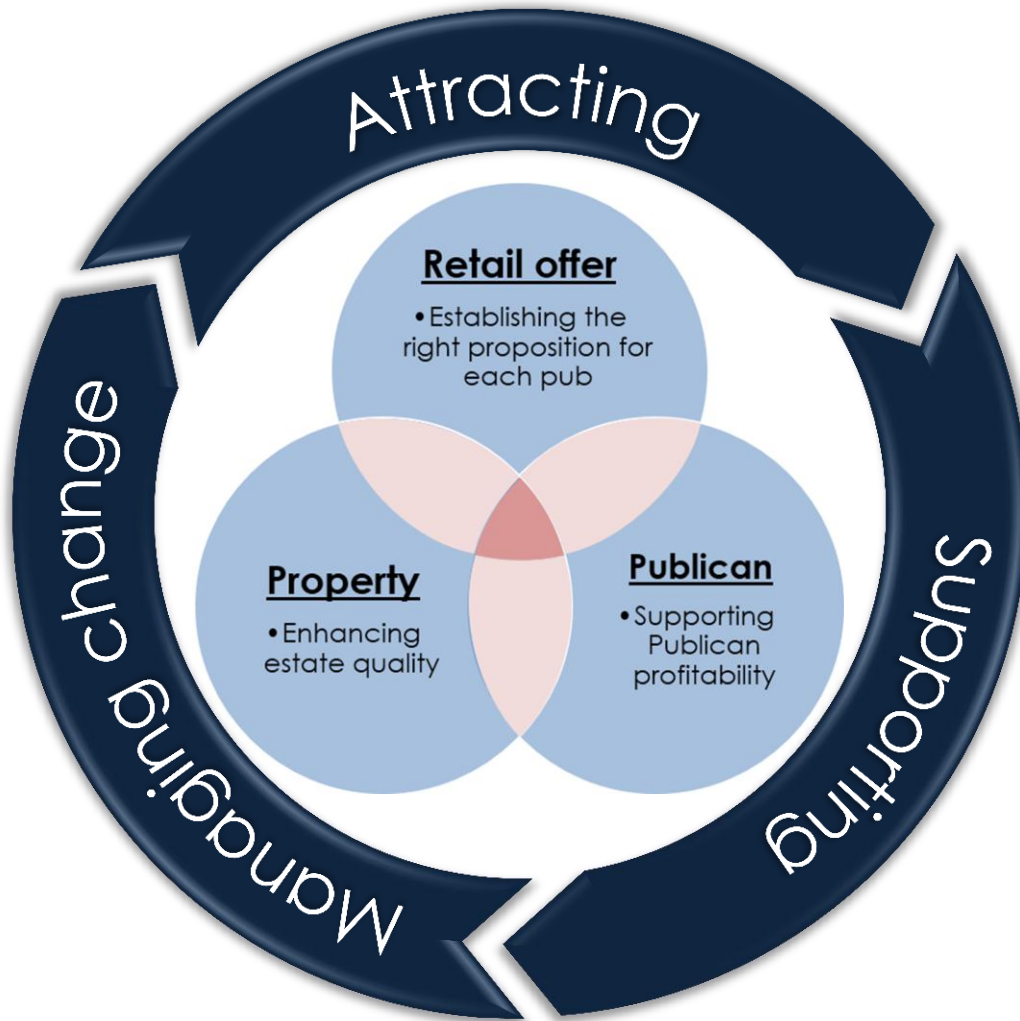 Attracting
Retail offer
•Establishing the
right proposition for
each pub
Property
•Enhancing
estate quality
Publican
•Supporting
Publican
profitability
Supporting
Managing change